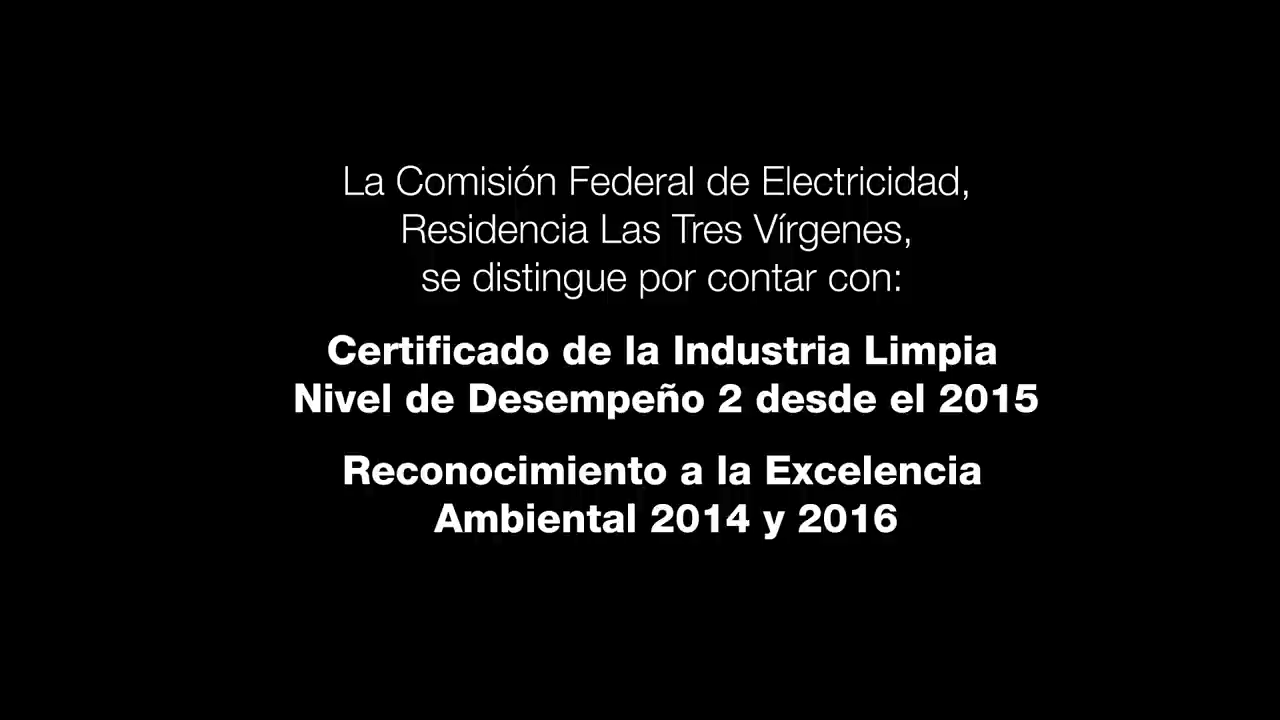 La Comisión Federal de Electricidad,
Residencia Las Tres Vírgenes,
se distingue por contar con:
Certificado de la Industria Limpia
Nivel de Desempeño 2 desde el 2015
Reconocimiento a la Excelencia
Ambiental 2014 y 2016